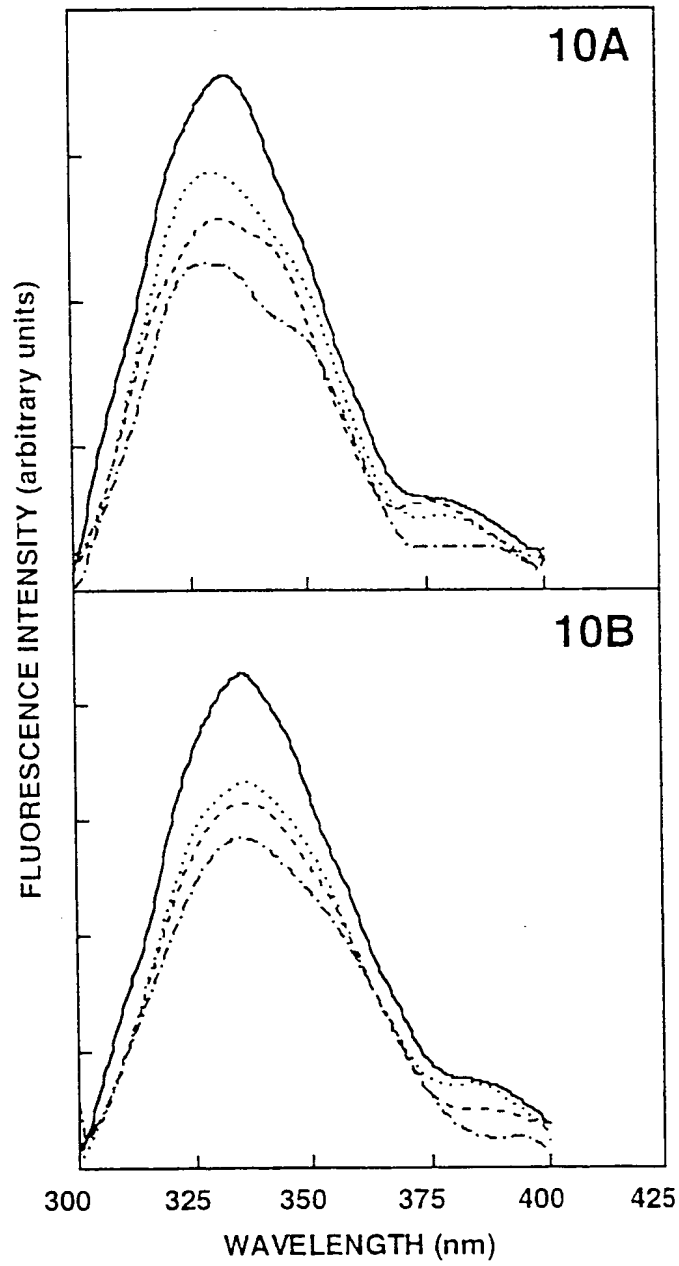 10A
10B
FLUORESCENCE INTENSITY (arbitrary units)
300 325 350 375 400 425
WAVELENGTH (nm)